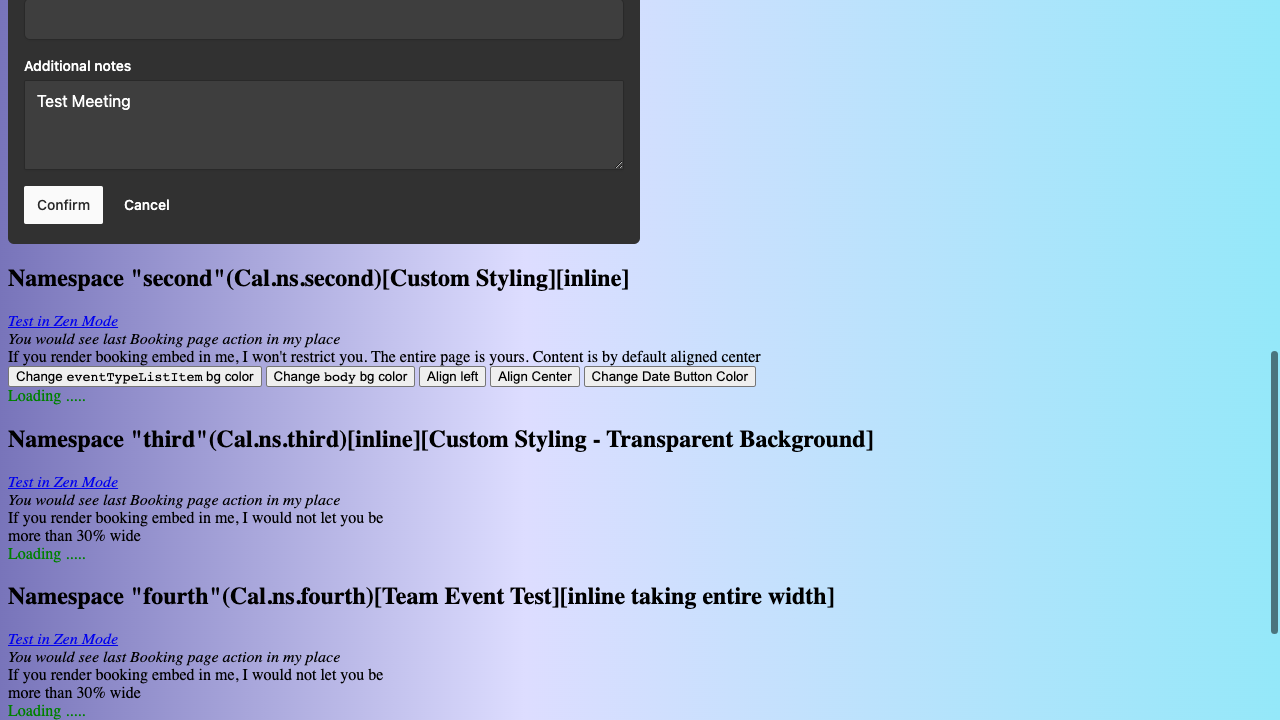 Additional notes
Test Meeting
Confirm Cancel
Namespace "second"(Cal.ns.second)[Custom Styling][inline]
Test in Zen Mode
You would see last Booking page action in my place
If you render booking embed in me, I won't restrict you. The entire page is yours. Content is by default aligned center
Change eventTypeListItem bg color Change body bg color Align left Align Center Change Date Button Color
Loading .....
Namespace "third"(Cal.ns.third)[inline][Custom Styling - Transparent Background]
Test in Zen Mode
You would see last Booking page action in my place
If you render booking embed in me, I would not let you be
more than 30% wide
Loading .....
Namespace "fourth"(Cal.ns.fourth)[Team Event Test][inline taking entire width]
Test in Zen Mode
You would see last Booking page action in my place
If you render booking embed in me, I would not let you be
more than 30% wide
Loading .....